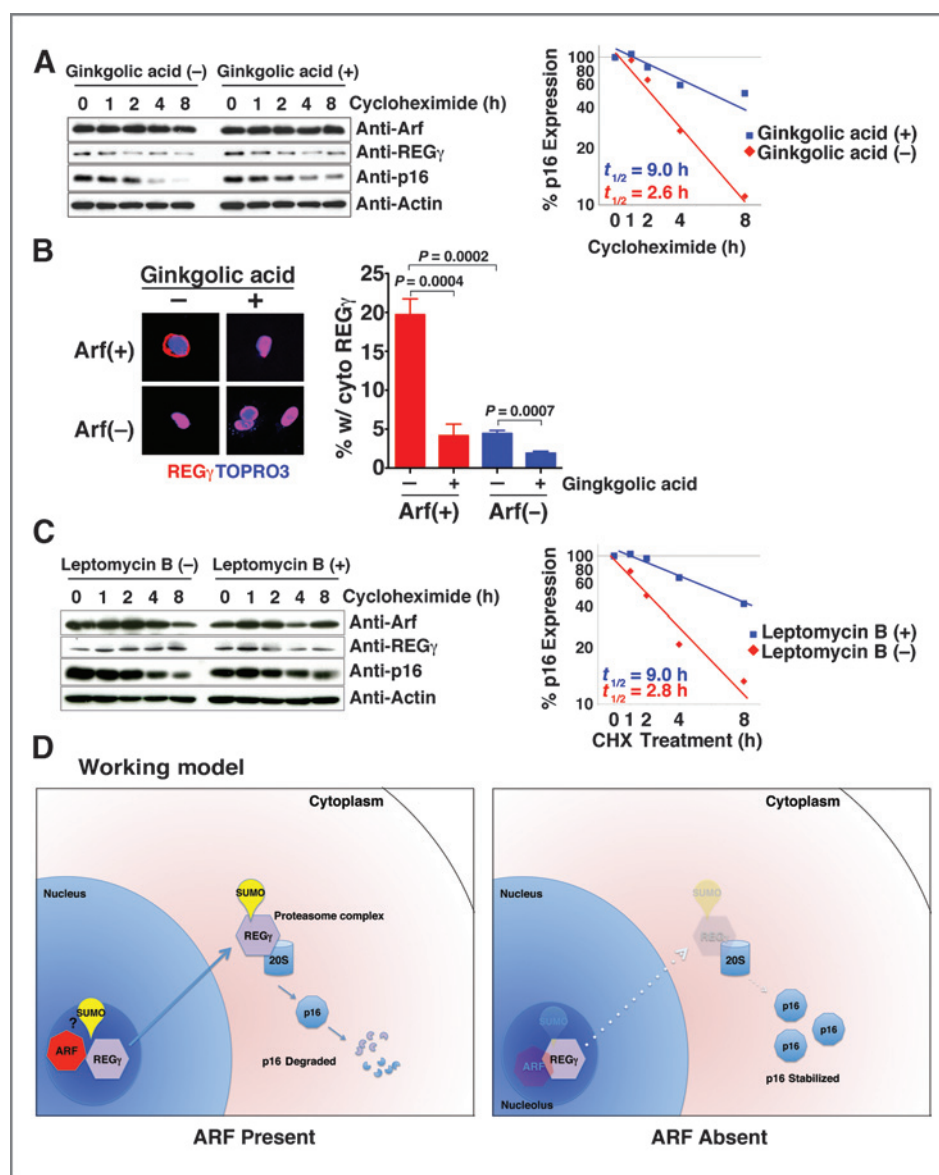 A
Ginkgolic acid (–) Ginkgolic acid (+)
0 1 2 4 8 0 1 2 4 8 Cycloheximide (h)
Anti-Arf
Anti-REGγ
Anti-p16
Anti-Actin
% p16 Expression
100
80
60
40
20
10
0 1 2 4 8
Cycloheximide (h)
t1/2 = 9.0 h
t1/2 = 2.6 h
Ginkgolic acid (+)
Ginkgolic acid (–)
B
Ginkgolic acid
– +
Arf(+)
Arf(–)
REGγ TOPRO3
% w/ cyto REGγ
25
20
15
10
5
0
P = 0.0002
P = 0.0004
P = 0.0007
– + – + Gingkgolic acid
Arf(+) Arf(–)
C
Leptomycin B (–) Leptomycin B (+)
0 1 2 4 8 0 1 2 4 8 Cycloheximide (h)
Anti-Arf
Anti-REGγ
Anti-p16
Anti-Actin
% p16 Expression
100
80
60
40
20
10
0 1 2 4 8
CHX Treatment (h)
t1/2 = 9.0 h
t1/2 = 2.8 h
Leptomycin B (+)
Leptomycin B (–)
D
Working model
Cytoplasm
Nucleus
SUMO
Proteasome complex
REGγ
20S
p16
?
SUMO
ARF
REGγ
p16 Degraded
ARF Present
Cytoplasm
Nucleus
SUMO
REGγ
20S
p16
p16
p16
SUMO
ARF
REGγ
p16 Stabilized
Nucleolus
ARF Absent